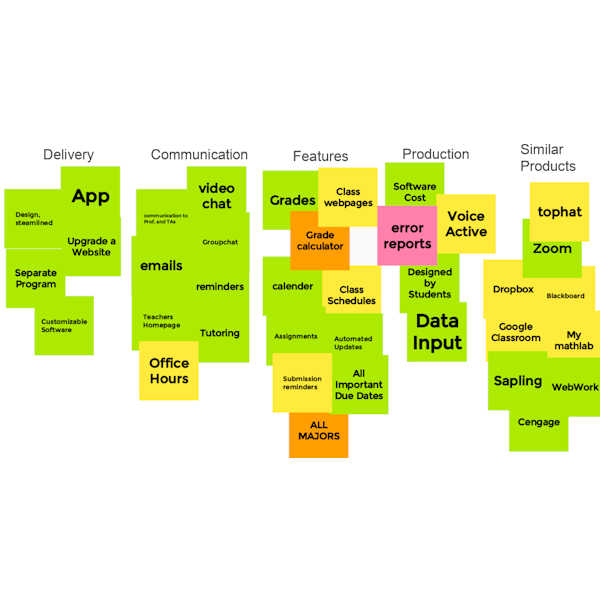 Delivery
App
Design,
steamlined
Upgrade a
Website
Separate
Program
Customizable
Software
Communication
video
chat
communication to
Prof, and TAs
Groupchat
emails
reminders
Teachers
Homepage
Tutoring
Office
Hours
Features
Grades
Class
webpages
Grade
calculator
calender
Class
Schedules
Assignments
Automated
Updates
Submission
reminders
All
Important
Due Dates
ALL
MAJORS
Production
Software
Cost
error
reports
Voice
Active
Designed
by
Students
Data
Input
Similar
Products
tophat
Zoom
Dropbox
Blackboard
Google
Classroom
My
mathlab
Sapling
WebWork
Cengage